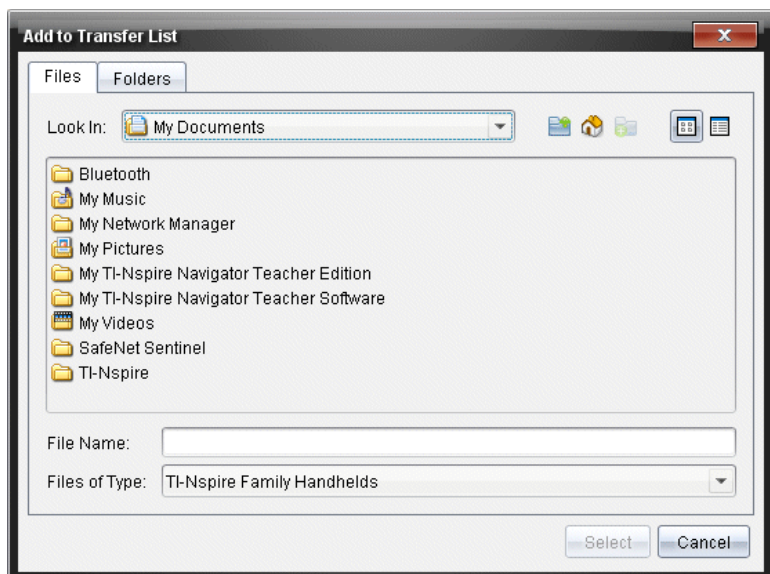 Add to Transfer List
Files Folders
Look In: My Documents
Bluetooth
My Music
My Network Manager
My Pictures
My TI-Nspire Navigator Teacher Edition
My TI-Nspire Navigator Teacher Software
My Videos
SafeNet Sentinel
TI-Nspire
File Name:
Files of Type: TI-Nspire Family Handhelds
Select Cancel